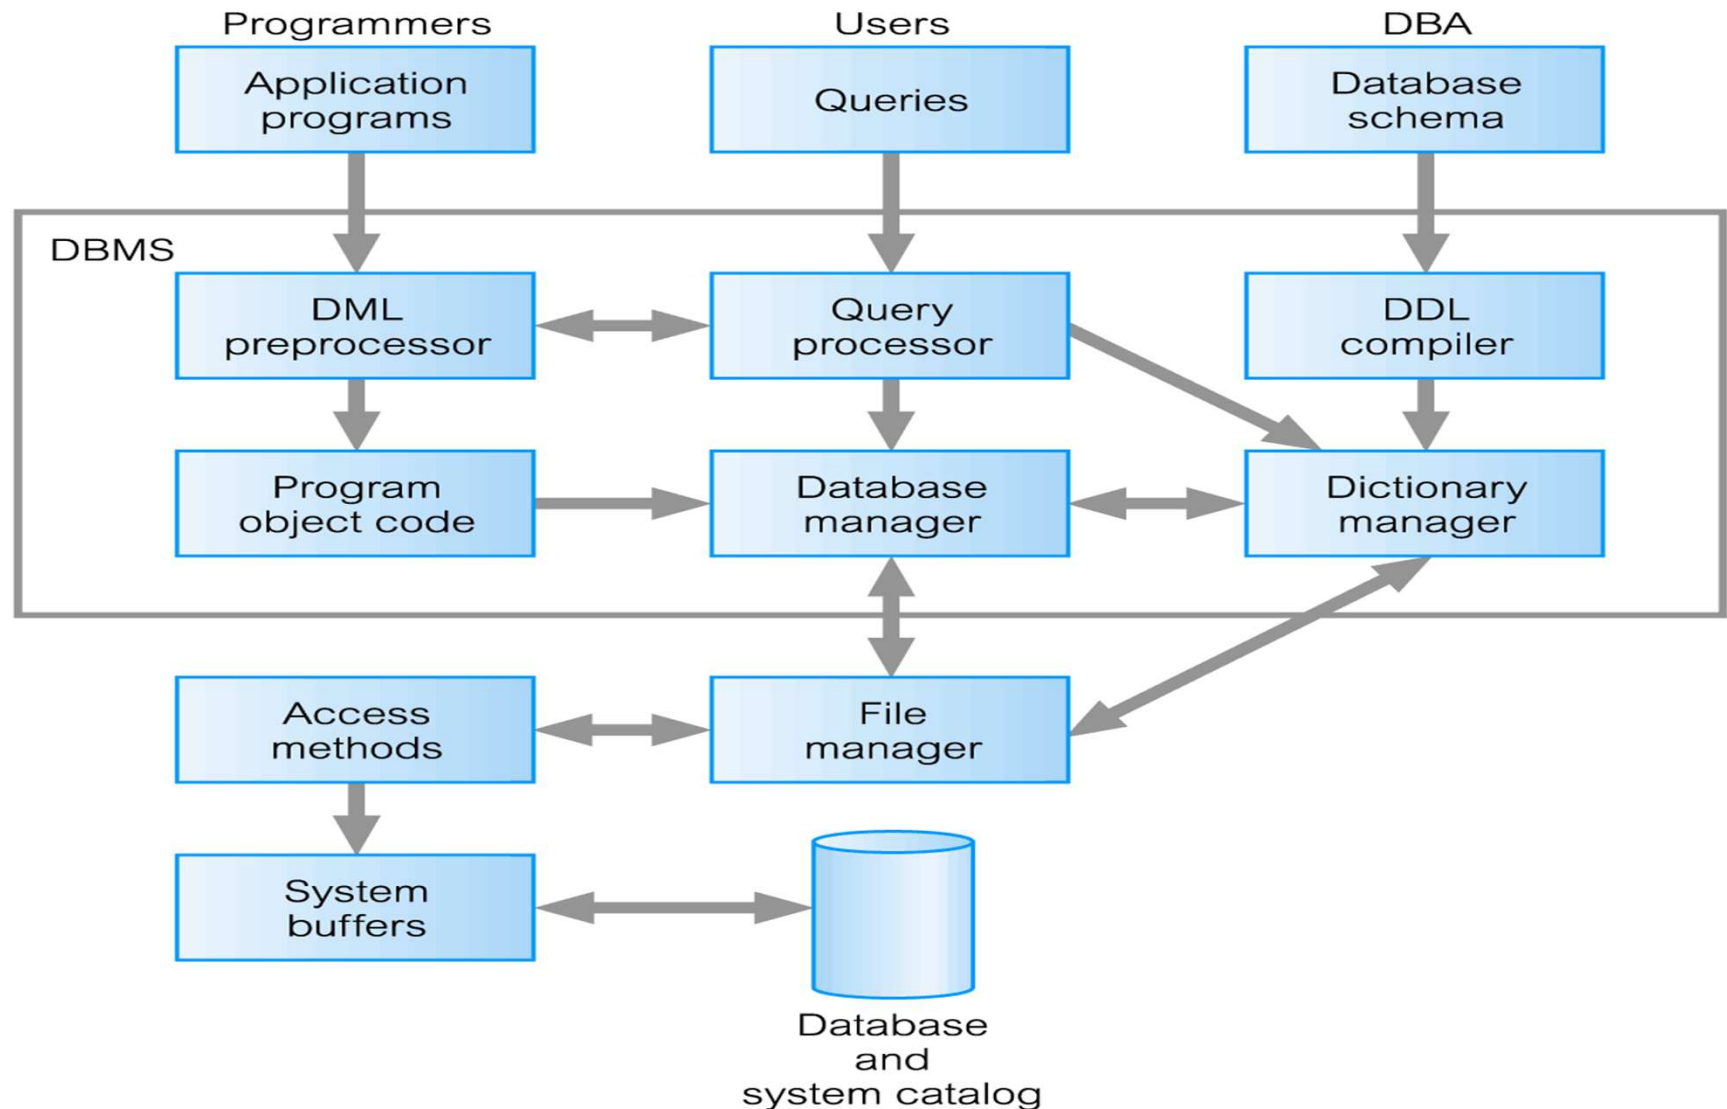 Programmers
Users
DBA
Application
programs
Queries
Database
schema
DBMS
DML
preprocessor
Query
processor
DDL
compiler
Program
object code
Database
manager
Dictionary
manager
Access
methods
File
manager
System
buffers
Database
and
system catalog